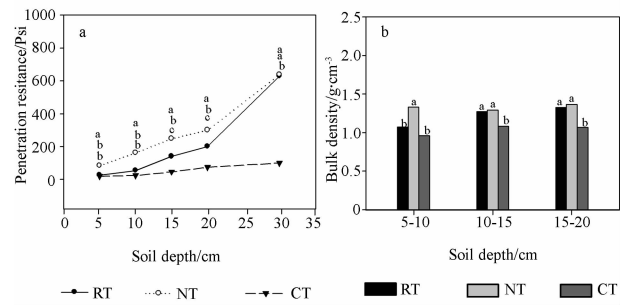 a
Penetration resitance/Psi
1000
800
600
400
200
0
a
b
b
a
b
b
a
b
c
a
b
c
a
a
b
0 5 10 15 20 25 30 35
Soil depth/cm
RT NT CT
b
Bulk density/g·cm-3
2.5
2.0
1.5
1.0
0.5
0
b a b
a a b
a a b
5-10 10-15 15-20
Soil depth/cm
RT NT CT